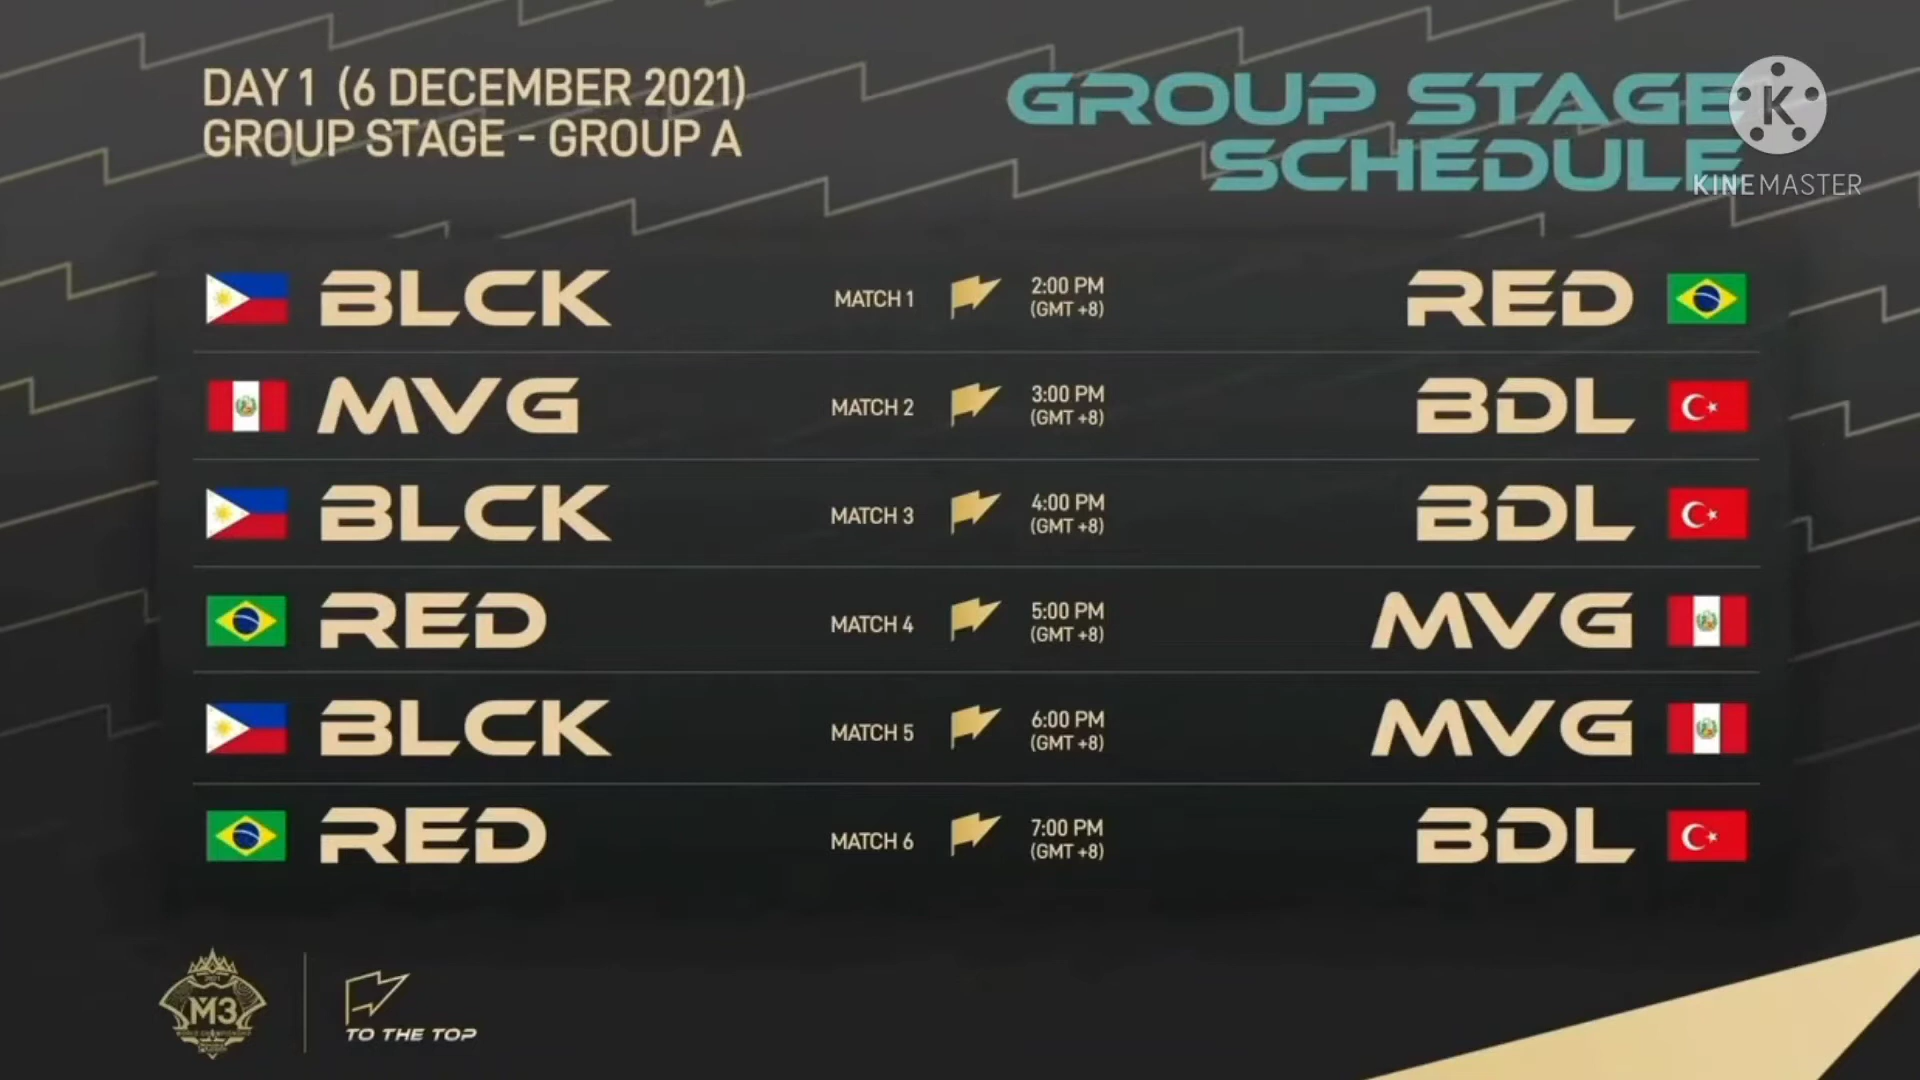 DAY 1 (6 DECEMBER 2021)
GROUP STAGE - GROUP A
GROUP STAGE
SCHEDULE
K
KINEMASTER
BLCK MATCH 1 2:00 PM (GMT +8) RED
MVG MATCH 2 3:00 PM (GMT +8) BDL
BLCK MATCH 3 4:00 PM (GMT +8) BDL
RED MATCH 4 5:00 PM (GMT +8) MVG
BLCK MATCH 5 6:00 PM (GMT +8) MVG
RED MATCH 6 7:00 PM (GMT +8) BDL
2021
M3
WORLD CHAMPIONSHIP
TO THE TOP